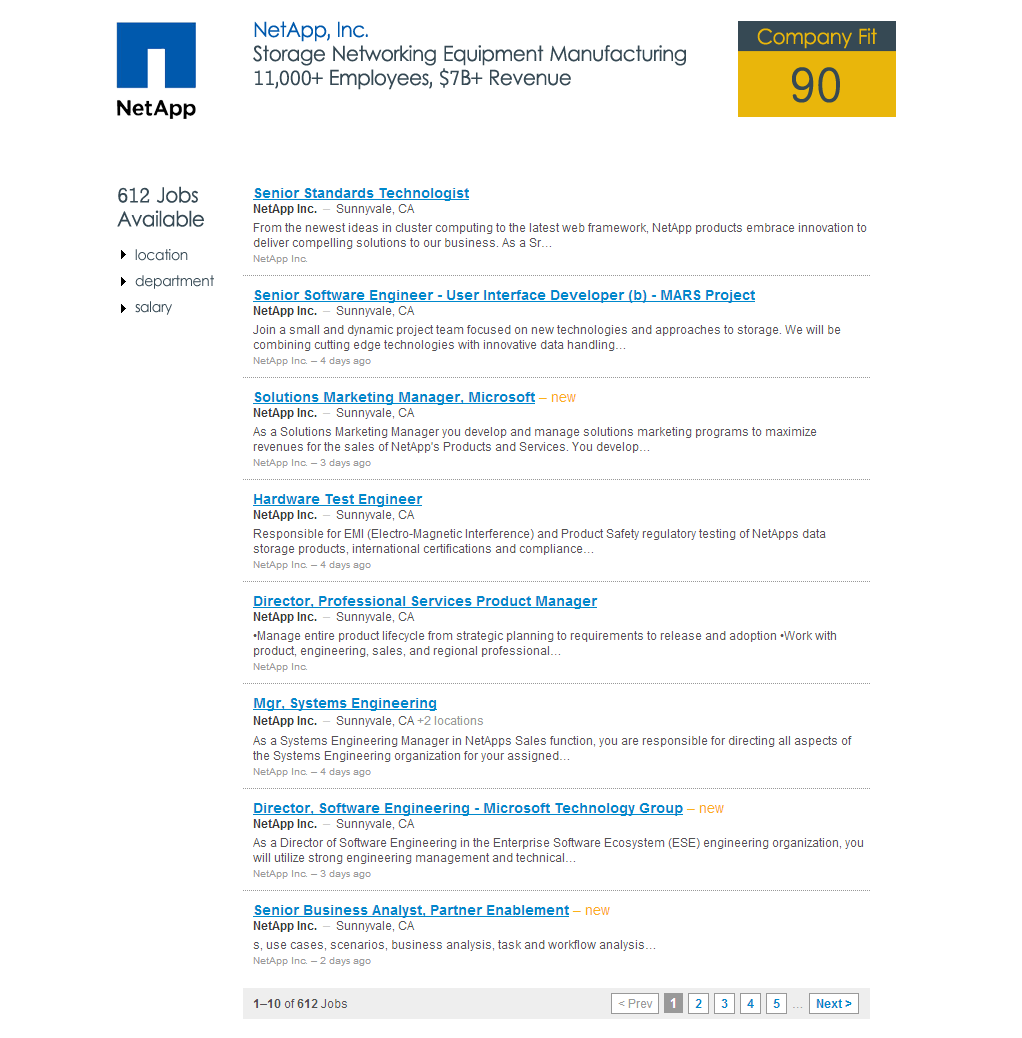 NetApp
NetApp, Inc.
Storage Networking Equipment Manufacturing
11,000+ Employees, $7B+ Revenue
Company Fit
90
612 Jobs
Available
location
department
salary
Senior Standards Technologist
NetApp Inc. – Sunnyvale, CA
From the newest ideas in cluster computing to the latest web framework, NetApp products embrace innovation to
deliver compelling solutions to our business. As a Sr…
NetApp Inc.
Senior Software Engineer - User Interface Developer (b) - MARS Project
NetApp Inc. – Sunnyvale, CA
Join a small and dynamic project team focused on new technologies and approaches to storage. We will be
combining cutting edge technologies with innovative data handling…
NetApp Inc. – 4 days ago
Solutions Marketing Manager, Microsoft – new
NetApp Inc. – Sunnyvale, CA
As a Solutions Marketing Manager you develop and manage solutions marketing programs to maximize
revenues for the sales of NetApp's Products and Services. You develop…
NetApp Inc. – 3 days ago
Hardware Test Engineer
NetApp Inc. – Sunnyvale, CA
Responsible for EMI (Electro-Magnetic Interference) and Product Safety regulatory testing of NetApps data
storage products, international certifications and compliance…
NetApp Inc. – 4 days ago
Director, Professional Services Product Manager
NetApp Inc. – Sunnyvale, CA
•Manage entire product lifecycle from strategic planning to requirements to release and adoption •Work with
product, engineering, sales, and regional professional…
NetApp Inc.
Mgr, Systems Engineering
NetApp Inc. – Sunnyvale, CA +2 locations
As a Systems Engineering Manager in NetApps Sales function, you are responsible for directing all aspects of
the Systems Engineering organization for your assigned…
NetApp Inc. – 4 days ago
Director, Software Engineering - Microsoft Technology Group – new
NetApp Inc. – Sunnyvale, CA
As a Director of Software Engineering in the Enterprise Software Ecosystem (ESE) engineering organization, you
will utilize strong engineering management and technical…
NetApp Inc. – 3 days ago
Senior Business Analyst, Partner Enablement – new
NetApp Inc. – Sunnyvale, CA
s, use cases, scenarios, business analysis, task and workflow analysis…
NetApp Inc. – 2 days ago
1–10 of 612 Jobs < Prev 1 2 3 4 5 … Next >